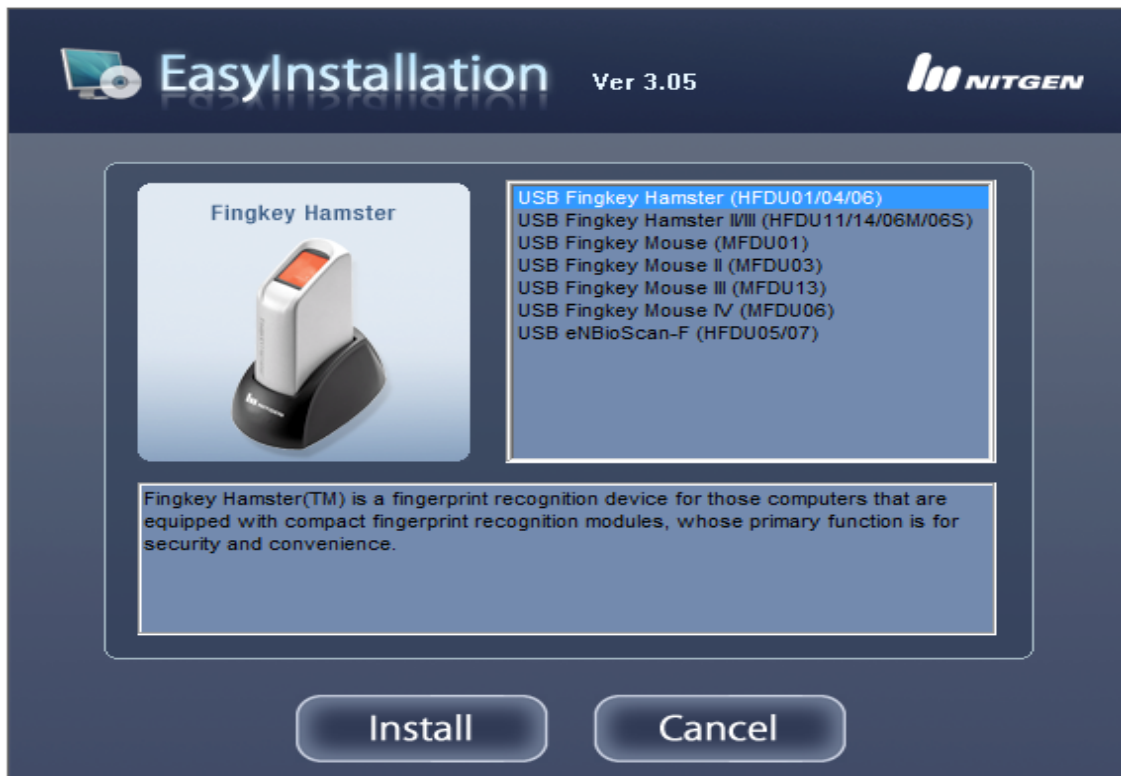 EasyInstallation Ver 3.05
NITGEN
Fingkey Hamster
NITGEN
USB Fingkey Hamster (HFDU01/04/06)
USB Fingkey Hamster II/III (HFDU11/14/06M/06S)
USB Fingkey Mouse (MFDU01)
USB Fingkey Mouse II (MFDU03)
USB Fingkey Mouse III (MFDU13)
USB Fingkey Mouse IV (MFDU06)
USB eNBioScan-F (HFDU05/07)
Fingkey Hamster(TM) is a fingerprint recognition device for those computers that are
equipped with compact fingerprint recognition modules, whose primary function is for
security and convenience.
Install
Cancel